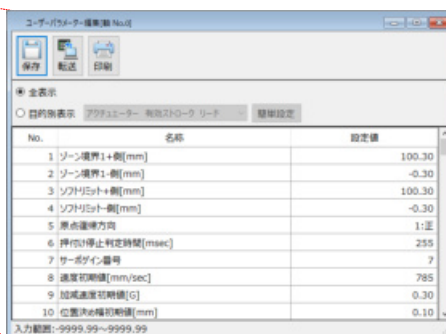 ユーザーパラメーター編集[軸 No.0]
保存 転送 印刷
全表示
目的別表示 アクチュエーター 有効ストローク リード 簡単設定
No. 名称 設定値
1 ゾーン境界1+側[mm] 100.30
2 ゾーン境界1-側[mm] -0.30
3 ソフトリミット+側[mm] 100.30
4 ソフトリミット-側[mm] -0.30
5 原点復帰方向 1:正
6 押付け停止判定時間[msec] 255
7 サーボゲイン番号 7
8 速度初期値[mm/sec] 785
9 加減速度初期値[G] 0.30
10 位置決め幅初期値[mm] 0.10
入力範囲:-9999.99~9999.99